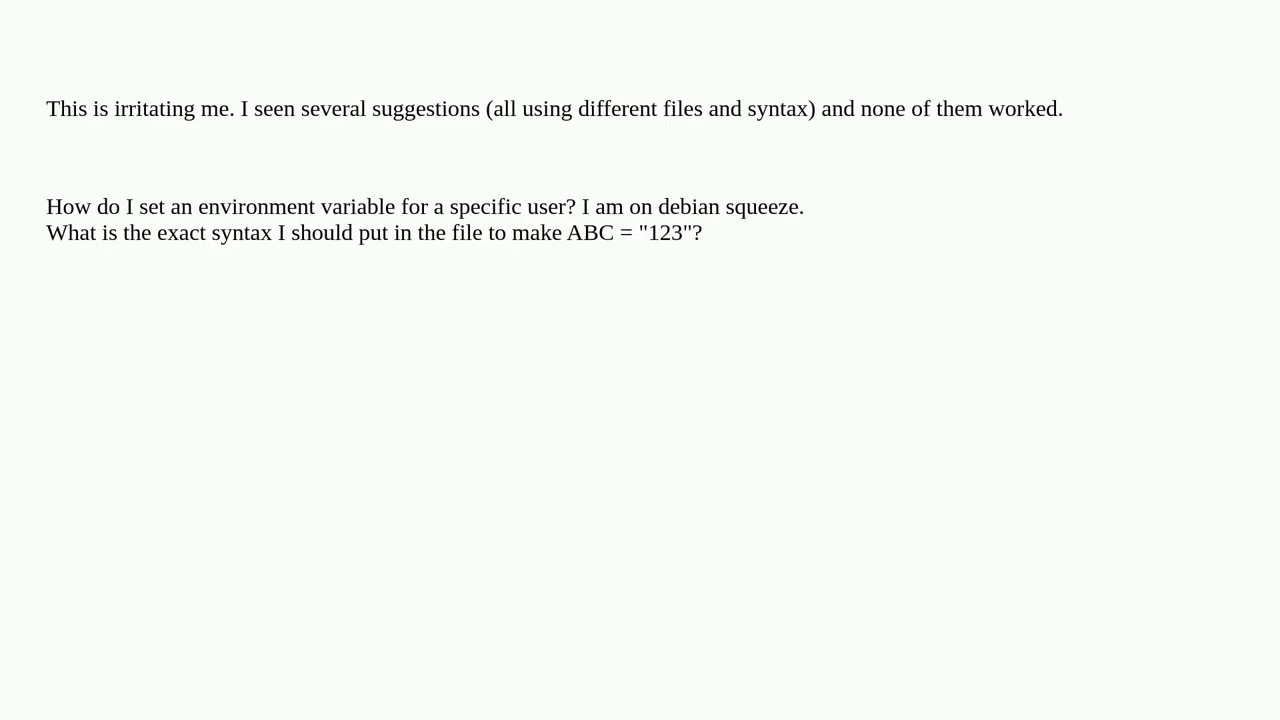 This is irritating me. I seen several suggestions (all using different files and syntax) and none of them worked.
How do I set an environment variable for a specific user? I am on debian squeeze.
What is the exact syntax I should put in the file to make ABC = "123"?